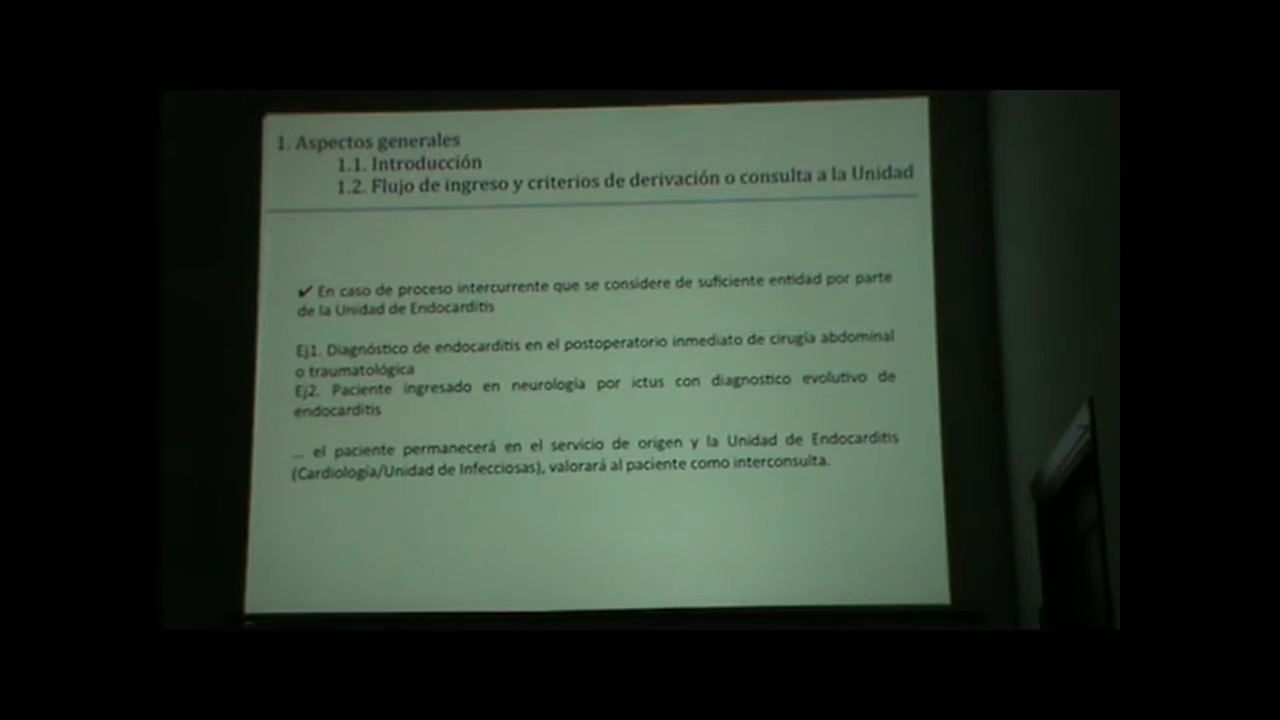 1. Aspectos generales
1.1. Introducción
1.2. Flujo de ingreso y criterios de derivación o consulta a la Unidad
✔ En caso de proceso intercurrente que se considere de suficiente entidad por parte
de la Unidad de Endocarditis
Ej1. Diagnóstico de endocarditis en el postoperatorio inmediato de cirugía abdominal
o traumatológica
Ej2. Paciente ingresado en neurología por ictus con diagnostico evolutivo de
endocarditis
... el paciente permanecerá en el servicio de origen y la Unidad de Endocarditis
(Cardiología/Unidad de Infecciosas), valorará al paciente como interconsulta.